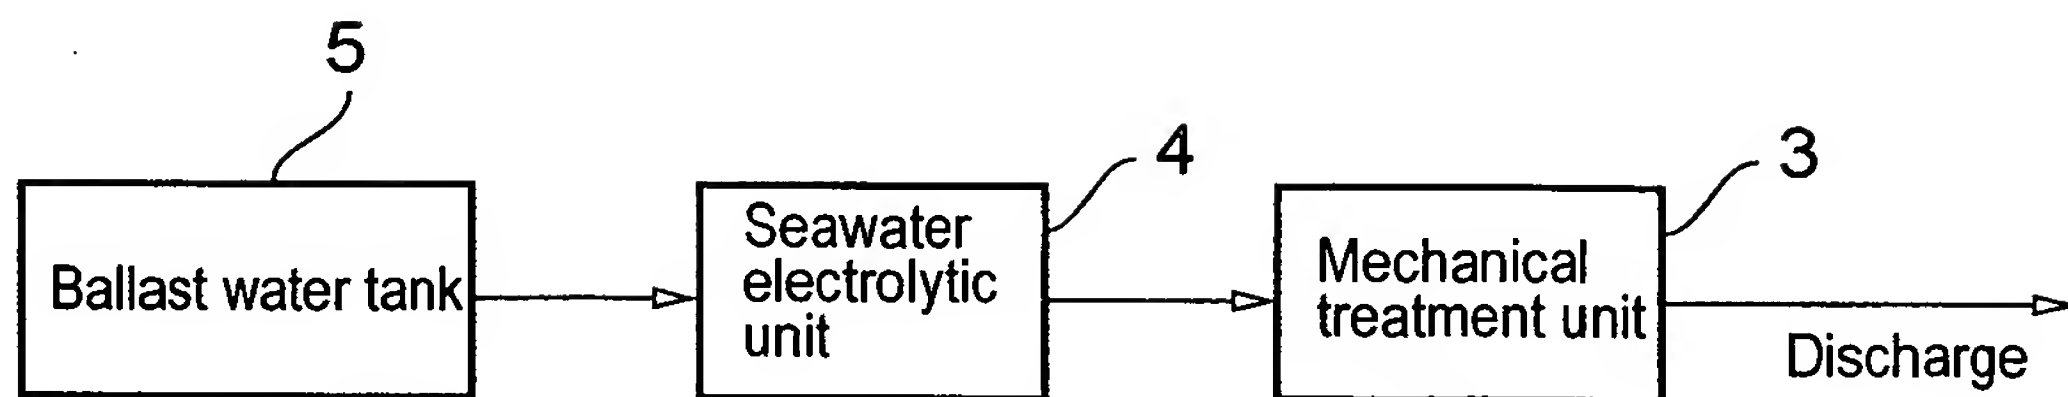 5
4
3
Ballast water tank
Seawater
electrolytic
unit
Mechanical
treatment unit
Discharge